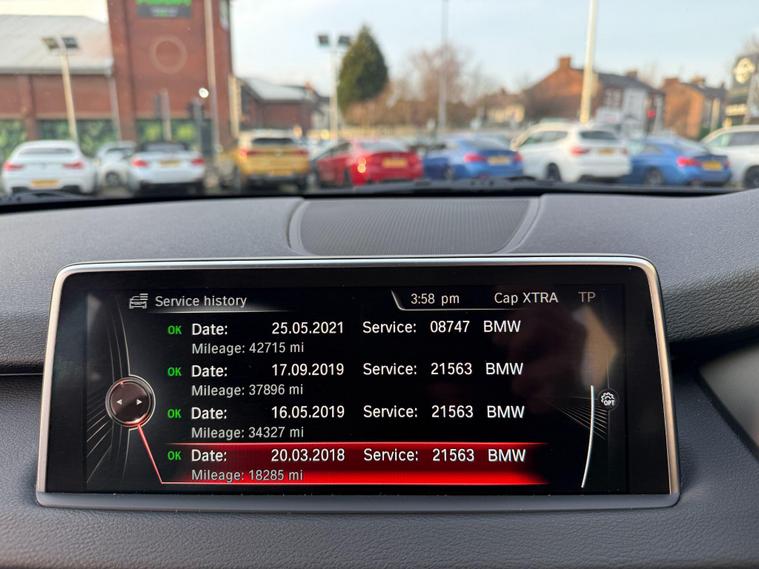 Service history 3:58 pm Cap XTRA TP
OK Date: 25.05.2021 Service: 08747 BMW
Mileage: 42715 mi
OK Date: 17.09.2019 Service: 21563 BMW
Mileage: 37896 mi
OPT
OK Date: 16.05.2019 Service: 21563 BMW
Mileage: 34327 mi
OK Date: 20.03.2018 Service: 21563 BMW
Mileage: 18285 mi